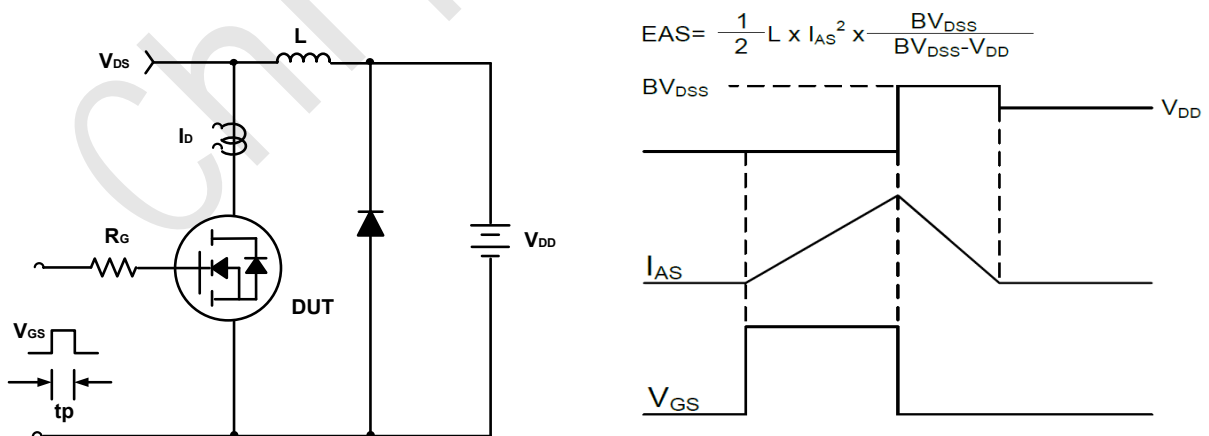 L
VDS
ID
RG
VDD
DUT
VGS
tp
EAS= 1/2 L x IAS² x BVDSS/BVDSS-VDD
BVDSS
VDD
IAS
VGS